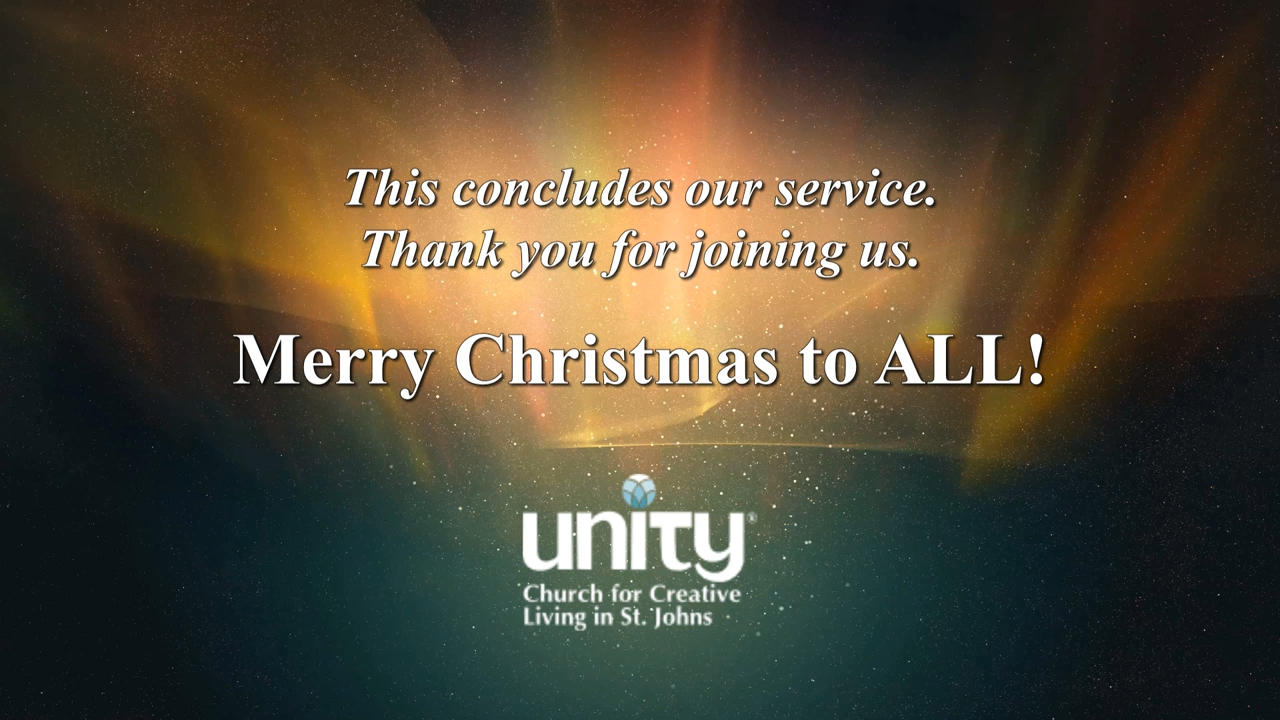 This concludes our service.
Thank you for joining us.
Merry Christmas to ALL!
unity®
Church for Creative
Living in St. Johns